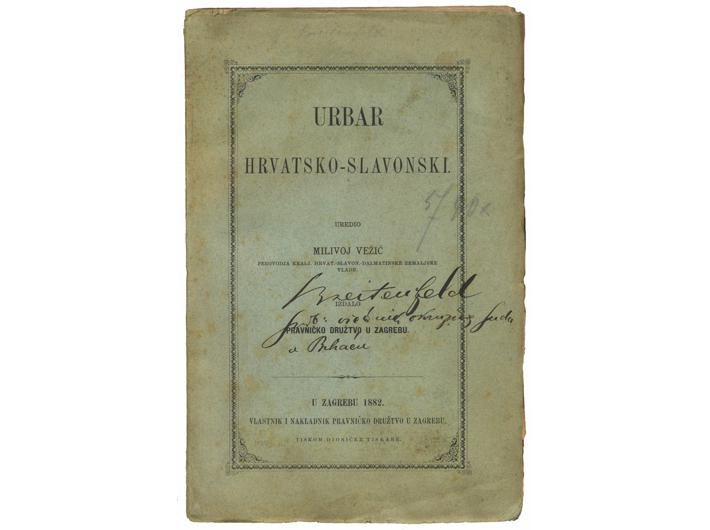 URBAR
HRVATSKO-SLAVONSKI.
UREDIO
MILIVOJ VEŽIĆ
PEROVODJA KRALJ. HRVAT.-SLAVON.-DALMATINSKE ZEMALJSKE
VLADE.
Breitenfeld
IZDALO
PRAVNIČKO DRUŽTVO U ZAGREBU.
u Bihaću
U ZAGREBU 1882.
VLASTNIK I NAKLADNIK PRAVNIČKO DRUŽTVO U ZAGREBU.
TISKOM DIONIČKE TISKARE.